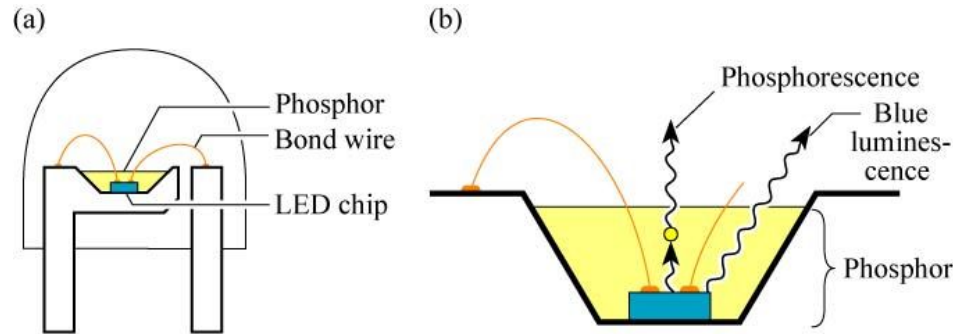 (a)
Phosphor
Bond wire
LED chip
(b)
Phosphorescence
Blue
lumines-
cence
Phosphor